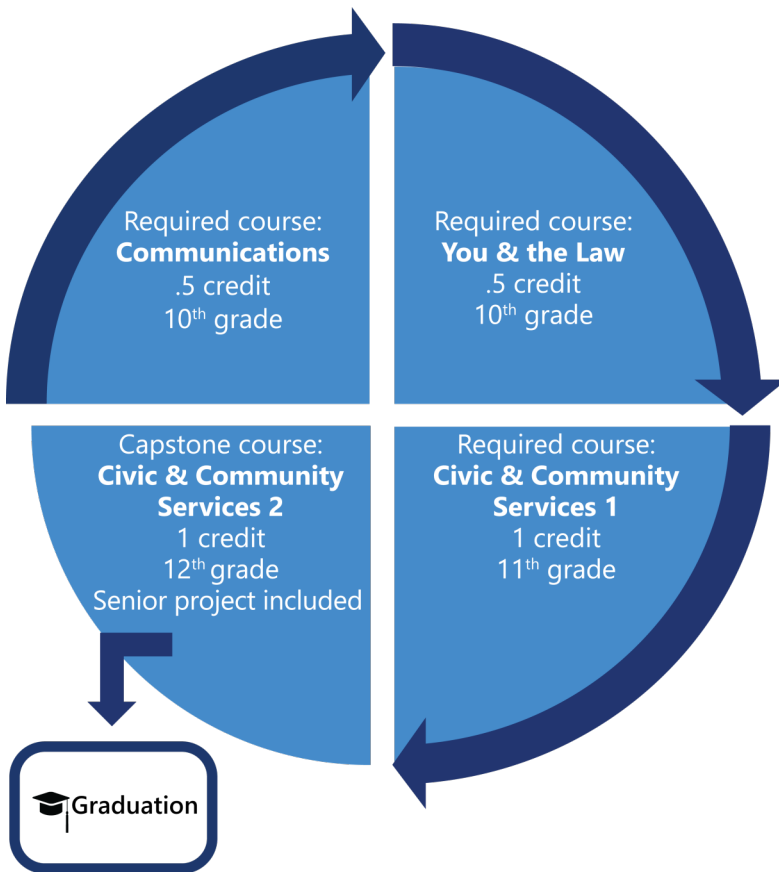 Required course:
Communications
.5 credit
10th grade
Required course:
You & the Law
.5 credit
10th grade
Required course:
Civic & Community
Services 1
1 credit
11th grade
Capstone course:
Civic & Community
Services 2
1 credit
12th grade
Senior project included
Graduation